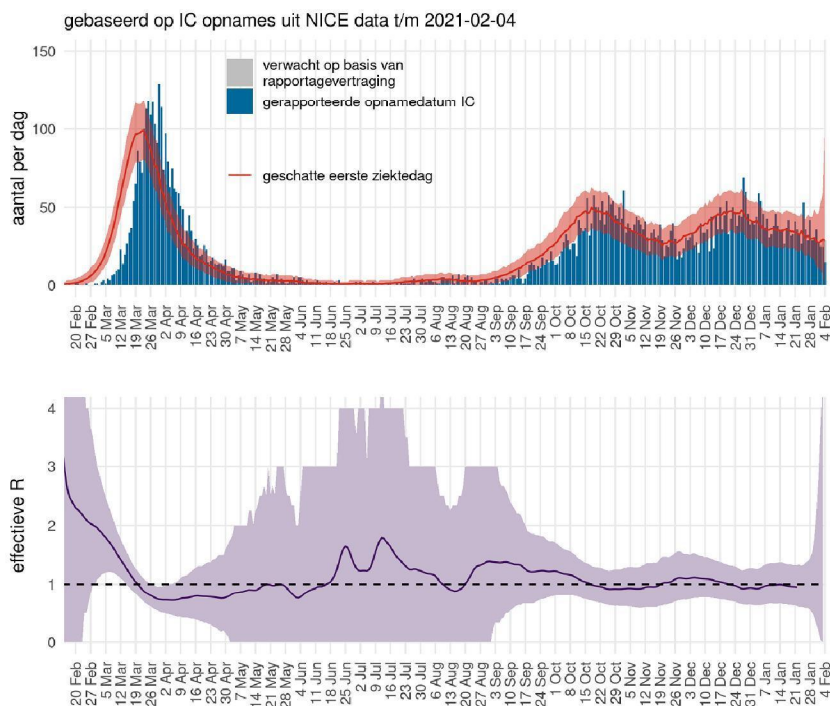 gebaseerd op IC opnames uit NICE data t/m 2021-02-04
150
verwacht op basis van
rapportagevertraging
gerapporteerde opnamedatum IC
100
geschatte eerste ziektedag
50
0
aantal per dag
20 Feb
27 Feb
5 Mar
12 Mar
19 Mar
26 Mar
2 Apr
9 Apr
16 Apr
23 Apr
30 Apr
7 May
14 May
21 May
28 May
4 Jun
11 Jun
18 Jun
25 Jun
2 Jul
9 Jul
16 Jul
23 Jul
30 Jul
6 Aug
13 Aug
20 Aug
27 Aug
3 Sep
10 Sep
17 Sep
24 Sep
1 Oct
8 Oct
15 Oct
22 Oct
29 Oct
5 Nov
12 Nov
19 Nov
26 Nov
3 Dec
10 Dec
17 Dec
24 Dec
31 Dec
7 Jan
14 Jan
21 Jan
28 Jan
4 Feb
4
3
2
1
0
effectieve R
20 Feb
27 Feb
5 Mar
12 Mar
19 Mar
26 Mar
2 Apr
9 Apr
16 Apr
23 Apr
30 Apr
7 May
14 May
21 May
28 May
4 Jun
11 Jun
18 Jun
25 Jun
2 Jul
9 Jul
16 Jul
23 Jul
30 Jul
6 Aug
13 Aug
20 Aug
27 Aug
3 Sep
10 Sep
17 Sep
24 Sep
1 Oct
8 Oct
15 Oct
22 Oct
29 Oct
5 Nov
12 Nov
19 Nov
26 Nov
3 Dec
10 Dec
17 Dec
24 Dec
31 Dec
7 Jan
14 Jan
21 Jan
28 Jan
4 Feb